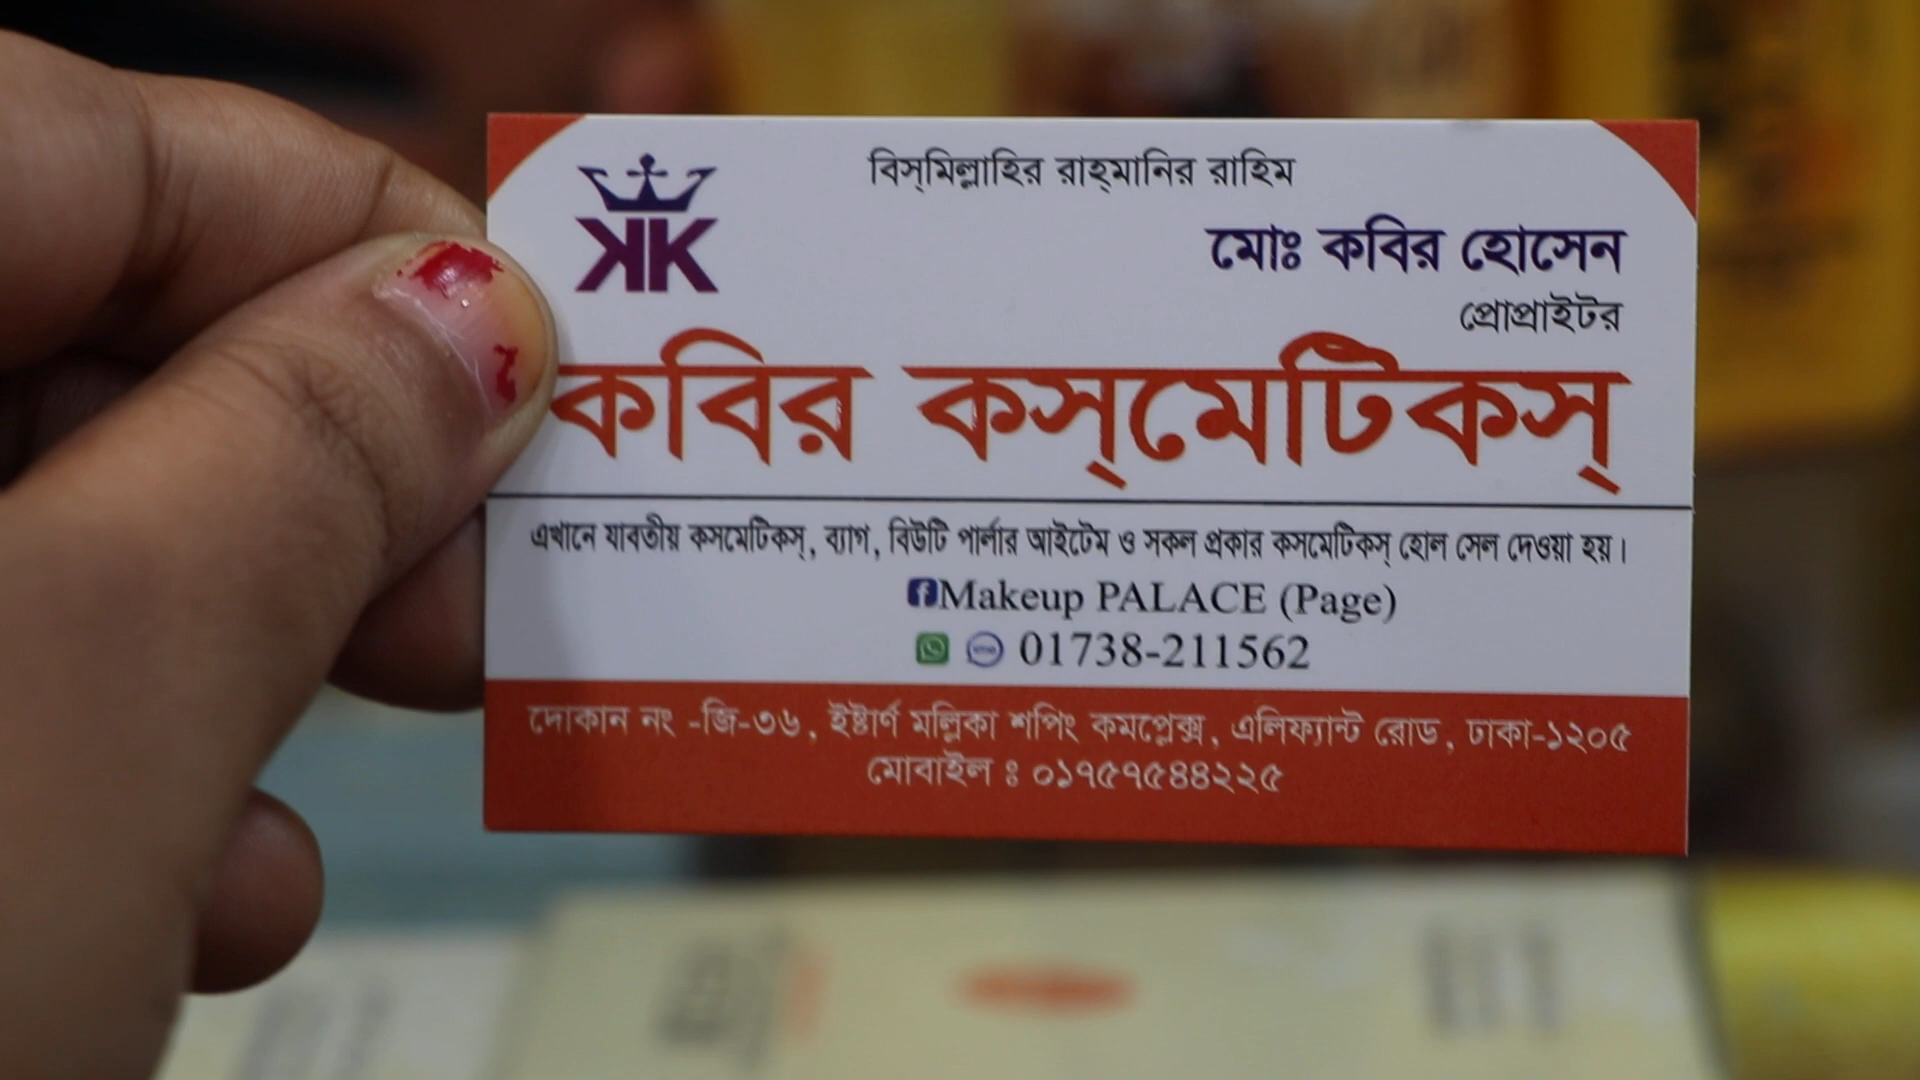 বিস্‌মিল্লাহির রাহ্‌মানির রাহিম
KK
মোঃ কবির হোসেন
প্রোপ্রাইটর
কবির কস্‌মেটিকস্
এখানে যাবতীয় কসমেটিকস্, ব্যাগ, বিউটি পার্লার আইটেম ও সকল প্রকার কসমেটিকস্ হোল সেল দেওয়া হয়।
Makeup PALACE (Page)
01738-211562
দোকান নং -জি-৩৬, ইষ্টার্ণ মল্লিকা শপিং কমপ্লেক্স, এলিফ্যান্ট রোড, ঢাকা-১২০৫
মোবাইল ঃ ০১৭৫৭৫৪৪২২৫